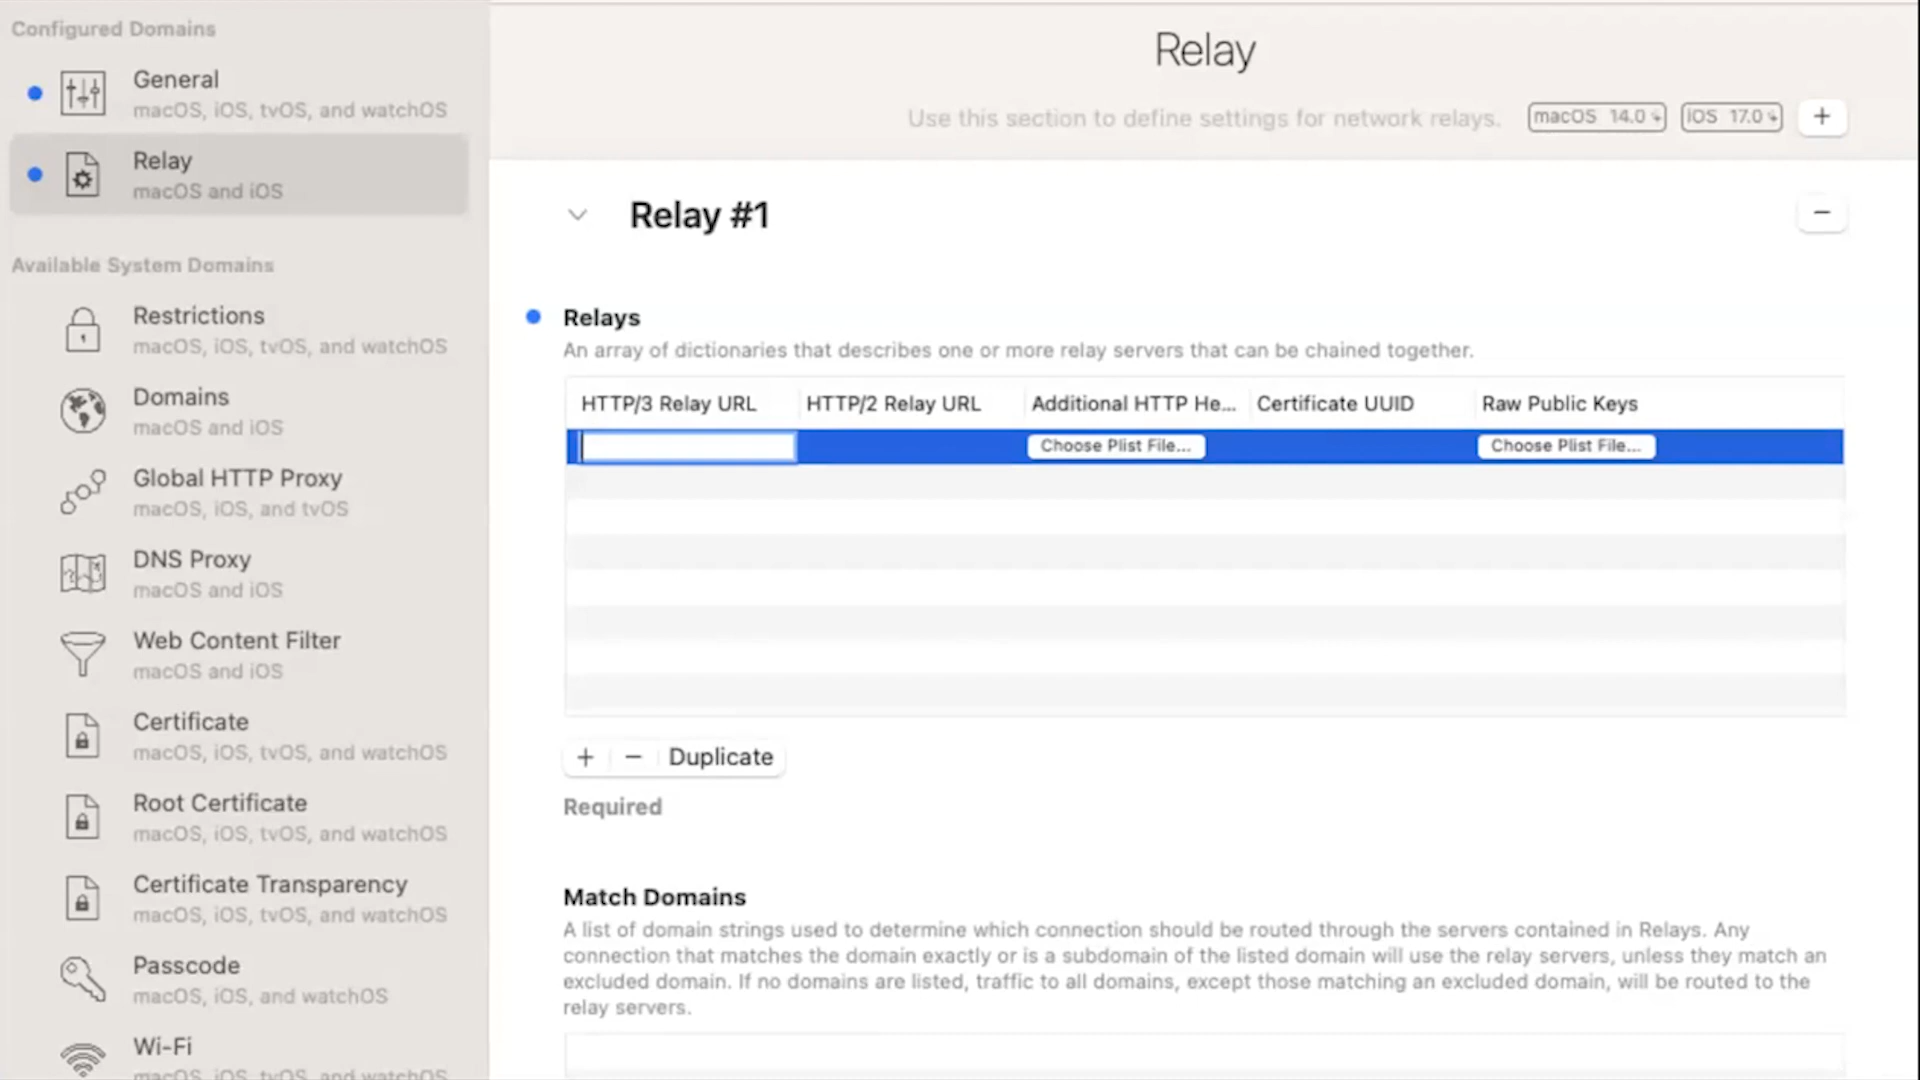 Configured Domains
General
macOS, iOS, tvOS, and watchOS
Relay
macOS and iOS
Available System Domains
Restrictions
macOS, iOS, tvOS, and watchOS
Domains
macOS and iOS
Global HTTP Proxy
macOS, iOS, and tvOS
DNS Proxy
macOS and iOS
Web Content Filter
macOS and iOS
Certificate
macOS, iOS, tvOS, and watchOS
Root Certificate
macOS, iOS, tvOS, and watchOS
Certificate Transparency
macOS, iOS, tvOS, and watchOS
Passcode
macOS, iOS, and watchOS
Wi-Fi
macOS, iOS, tvOS, and watchOS
Relay
Use this section to define settings for network relays.
macOS 14.0
iOS 17.0
+
Relay #1
−
Relays
An array of dictionaries that describes one or more relay servers that can be chained together.
HTTP/3 Relay URL HTTP/2 Relay URL Additional HTTP He... Certificate UUID Raw Public Keys
Choose Plist File... Choose Plist File...
+ − Duplicate
Required
Match Domains
A list of domain strings used to determine which connection should be routed through the servers contained in Relays. Any
connection that matches the domain exactly or is a subdomain of the listed domain will use the relay servers, unless they match an
excluded domain. If no domains are listed, traffic to all domains, except those matching an excluded domain, will be routed to the
relay servers.